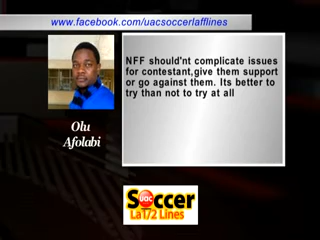 www.facebook.com/uacsoccerlafflines
NFF should'nt complicate issues
for contestant,give them support
or go against them. Its better to
try than not to try at all
Olu
Afolabi
Soccer
uac
La1/2 Lines